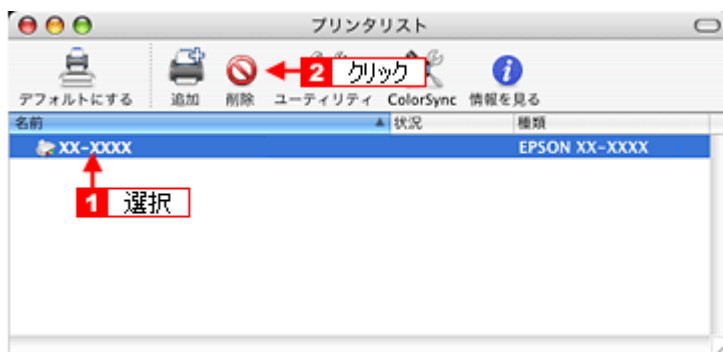 プリンタリスト
2 クリック
デフォルトにする 追加 削除 ユーティリティ ColorSync 情報を見る
名前 状況 種類
XX-XXXX EPSON XX-XXXX
1 選択